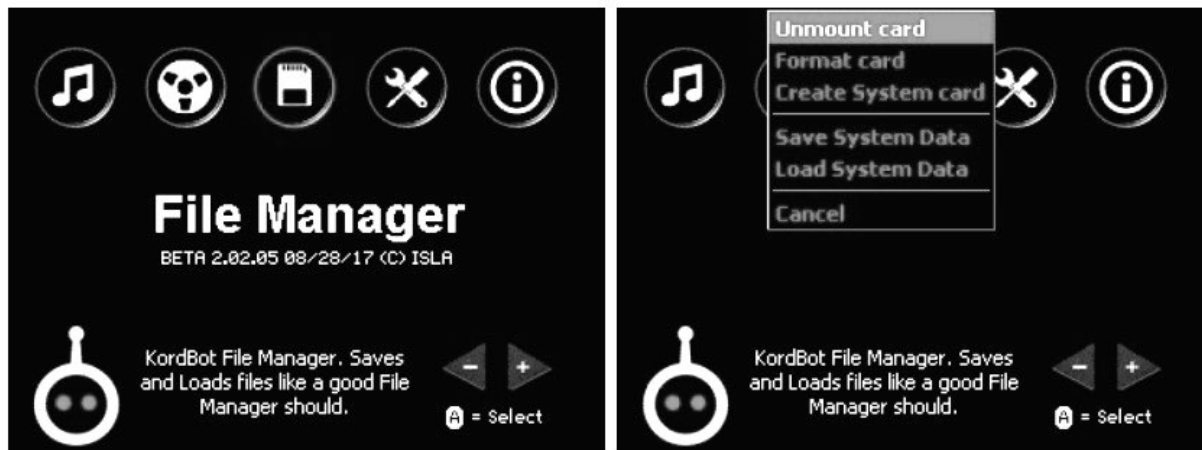 File Manager
BETA 2.02.05 08/28/17 (C) ISLA
KordBot File Manager. Saves
and Loads files like a good File
Manager should.
- +
A = Select
Unmount card
Format card
Create System card
Save System Data
Load System Data
Cancel
KordBot File Manager. Saves
and Loads files like a good File
Manager should.
- +
A = Select